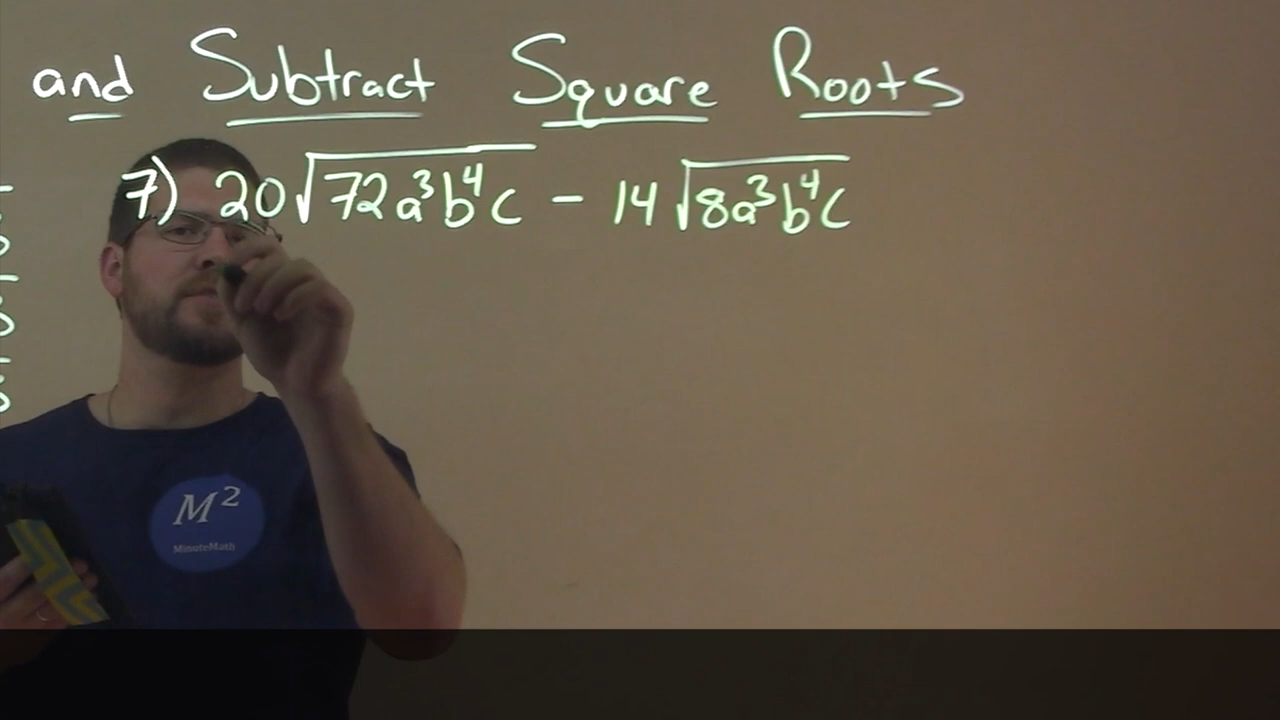 and Subtract Square Roots
7) 20√72a³b⁴c − 14√8a³b⁴c
M²
MinuteMath